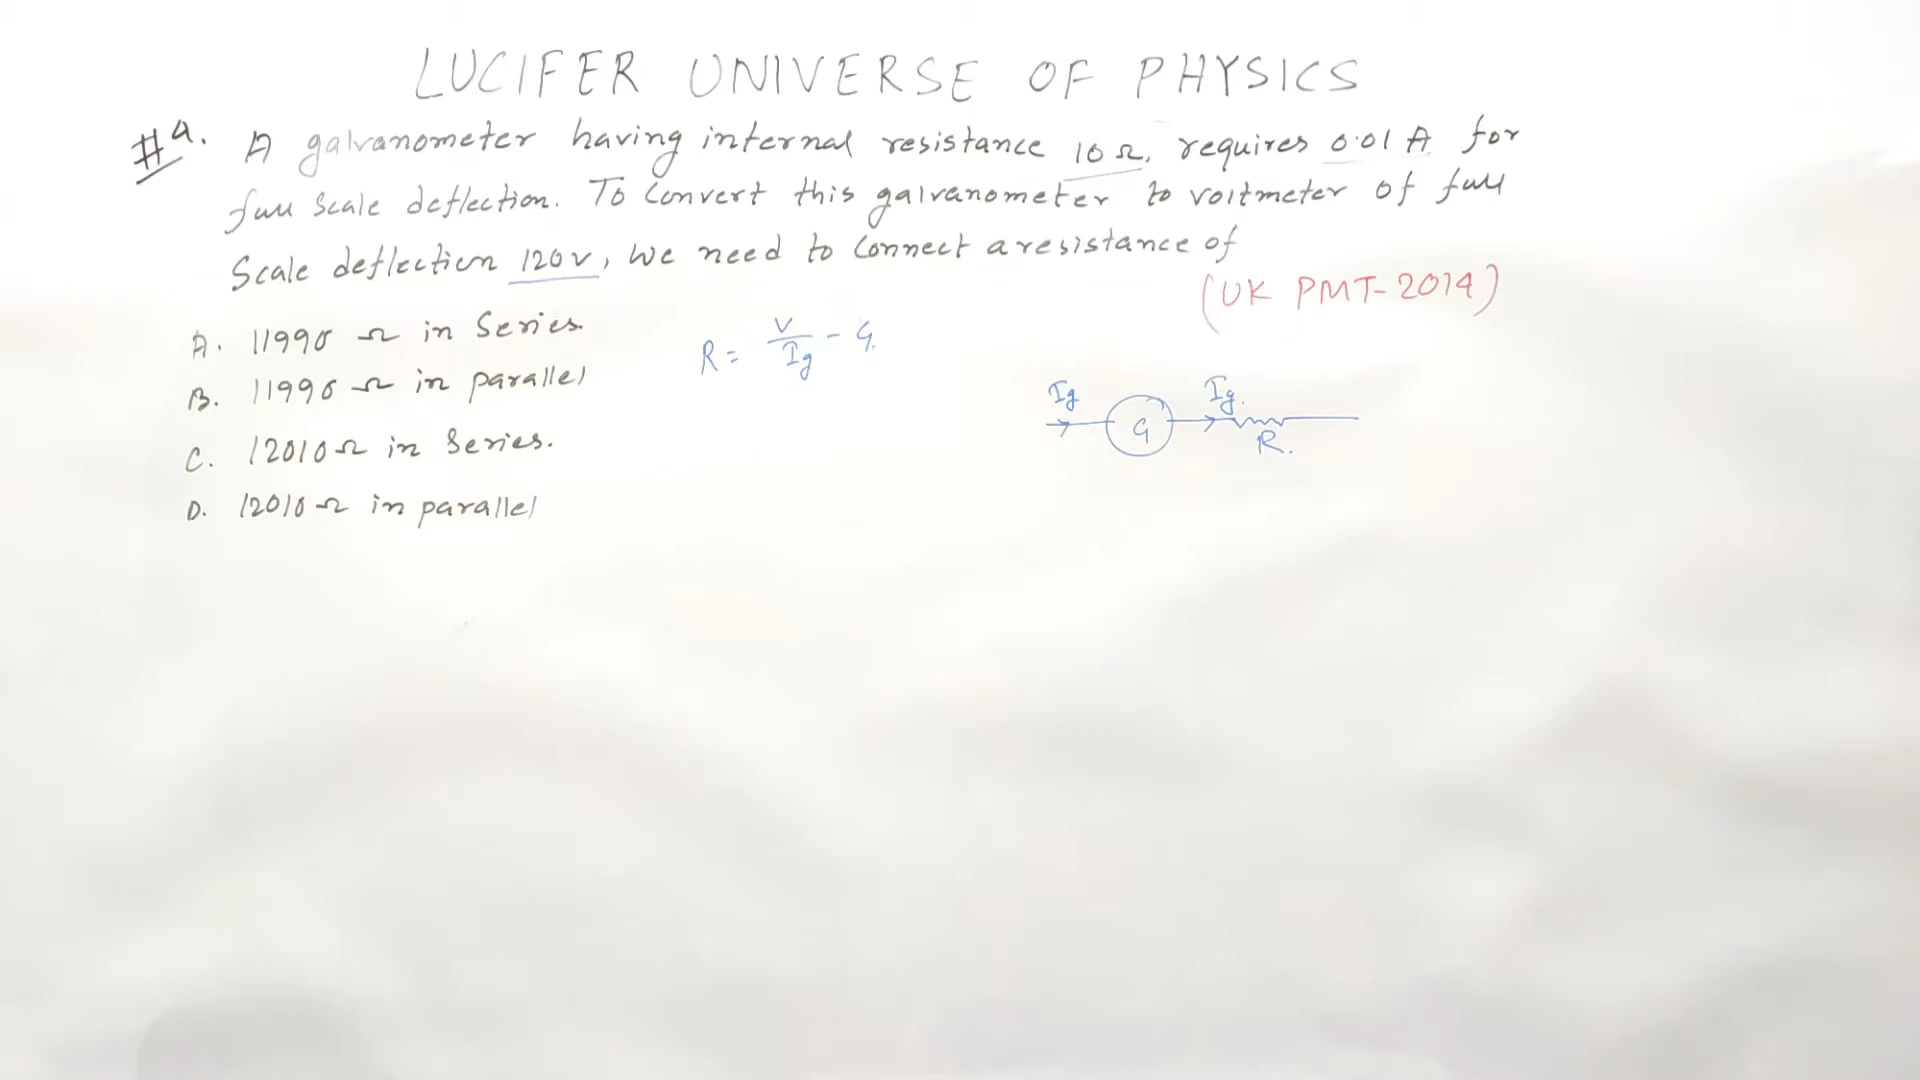 LUCIFER UNIVERSE OF PHYSICS
#Q. A galvanometer having internal resistance 10 Ω, requires 0.01 A for
full Scale deflection. To Convert this galvanometer to voltmeter of full
Scale deflection 120v, We need to Connect a resistance of
(UK PMT-2014)
A. 11990 Ω in Series.
B. 11990 Ω in parallel
C. 12010 Ω in Series.
D. 12010 Ω in parallel
R = V/Ig - G.
Ig Ig.
G R.